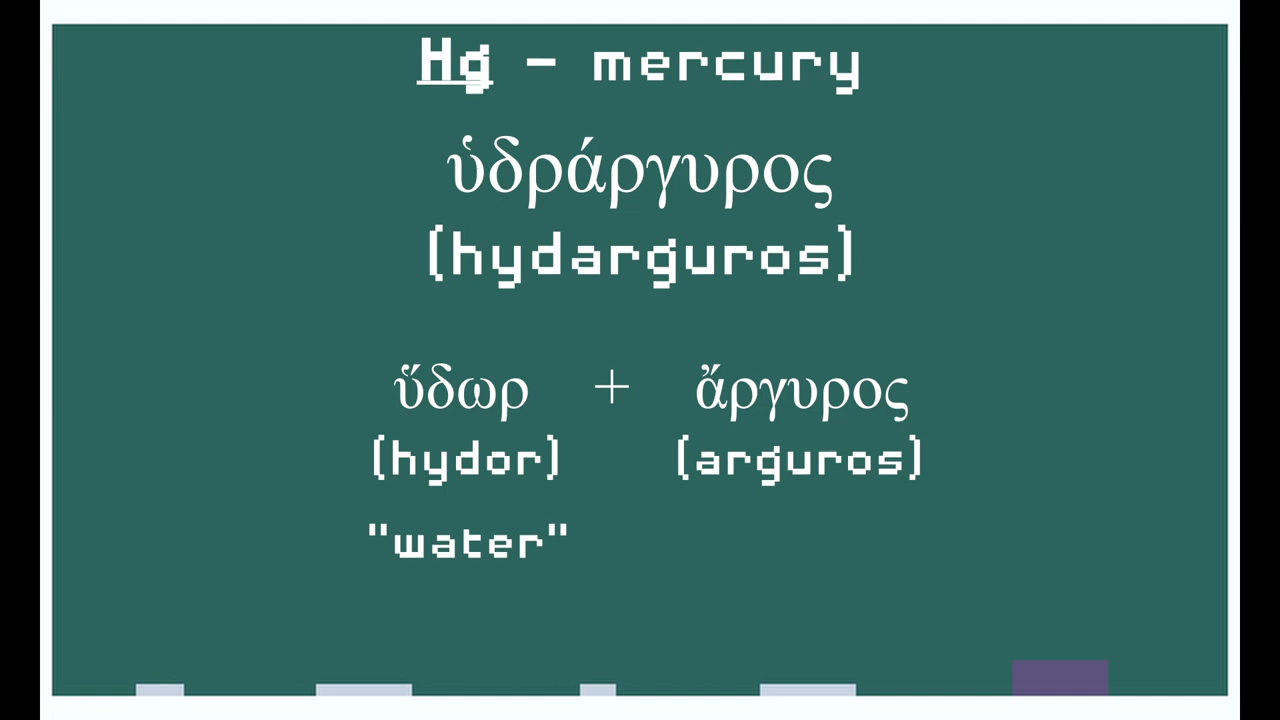 Hg - mercury
ὑδράργυρος
(hydarguros)
ὕδωρ + ἄργυρος
(hydor) (arguros)
"water"